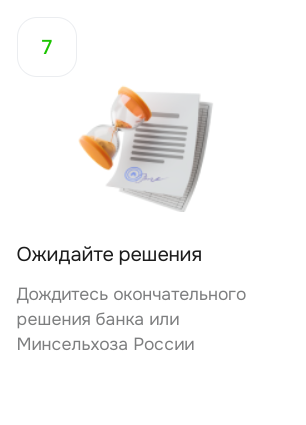 7
Ожидайте решения
Дождитесь окончательного
решения банка или
Минсельхоза России